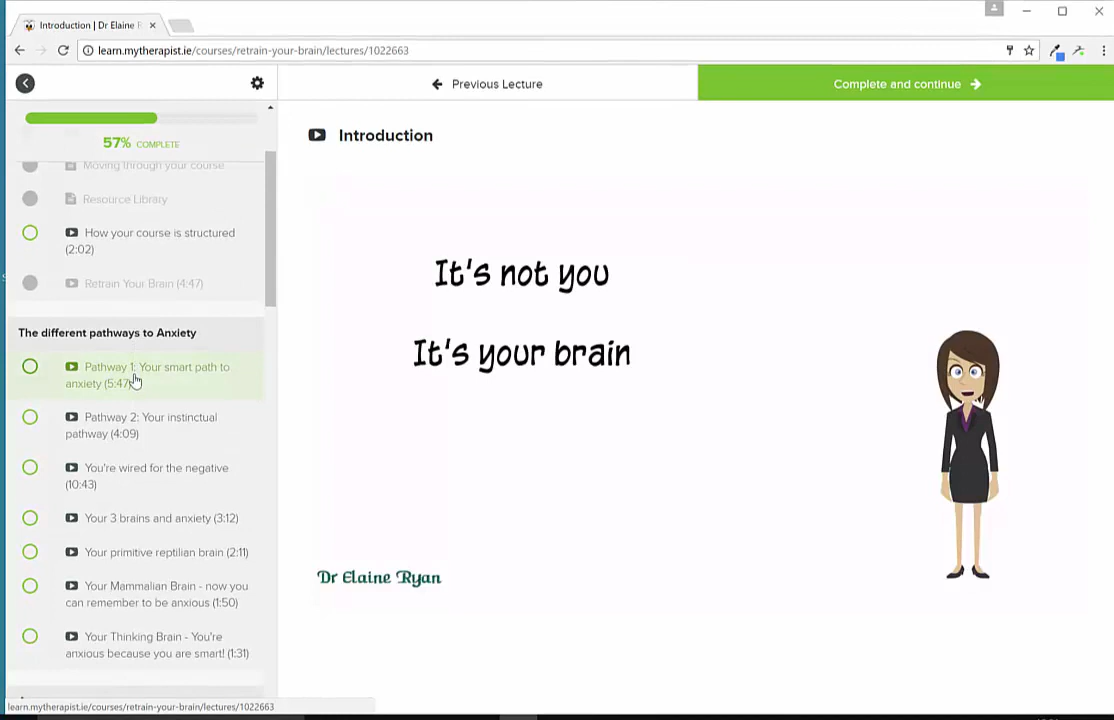 Introduction | Dr Elaine R
learn.mytherapist.ie/courses/retrain-your-brain/lectures/1022663
Previous Lecture
Complete and continue
57% COMPLETE
Introduction
Moving through your course
Resource Library
How your course is structured
(2:02)
Retrain Your Brain (4:47)
The different pathways to Anxiety
Pathway 1: Your smart path to
anxiety (5:47)
Pathway 2: Your instinctual
pathway (4:09)
You're wired for the negative
(10:43)
Your 3 brains and anxiety (3:12)
Your primitive reptilian brain (2:11)
Your Mammalian Brain - now you
can remember to be anxious (1:50)
Your Thinking Brain - You're
anxious because you are smart! (1:31)
It's not you
It's your brain
Dr Elaine Ryan
learn.mytherapist.ie/courses/retrain-your-brain/lectures/1022663